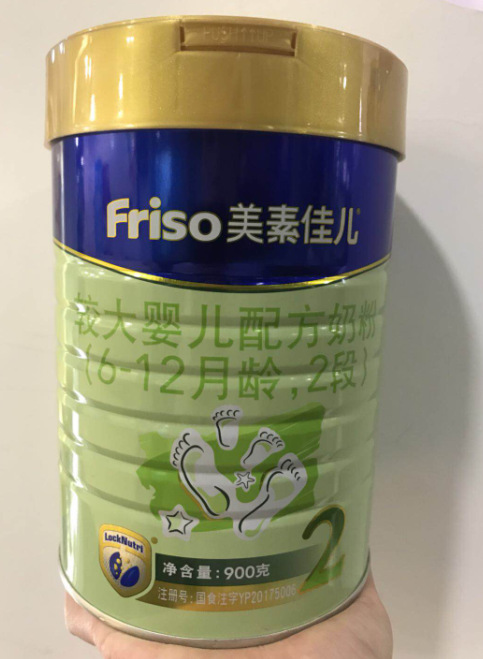 Friso美素佳儿
较大婴儿配方奶粉
(6-12月龄,2段)
LockNutri
2
净含量:900克
注册号:国食注字YP20175006